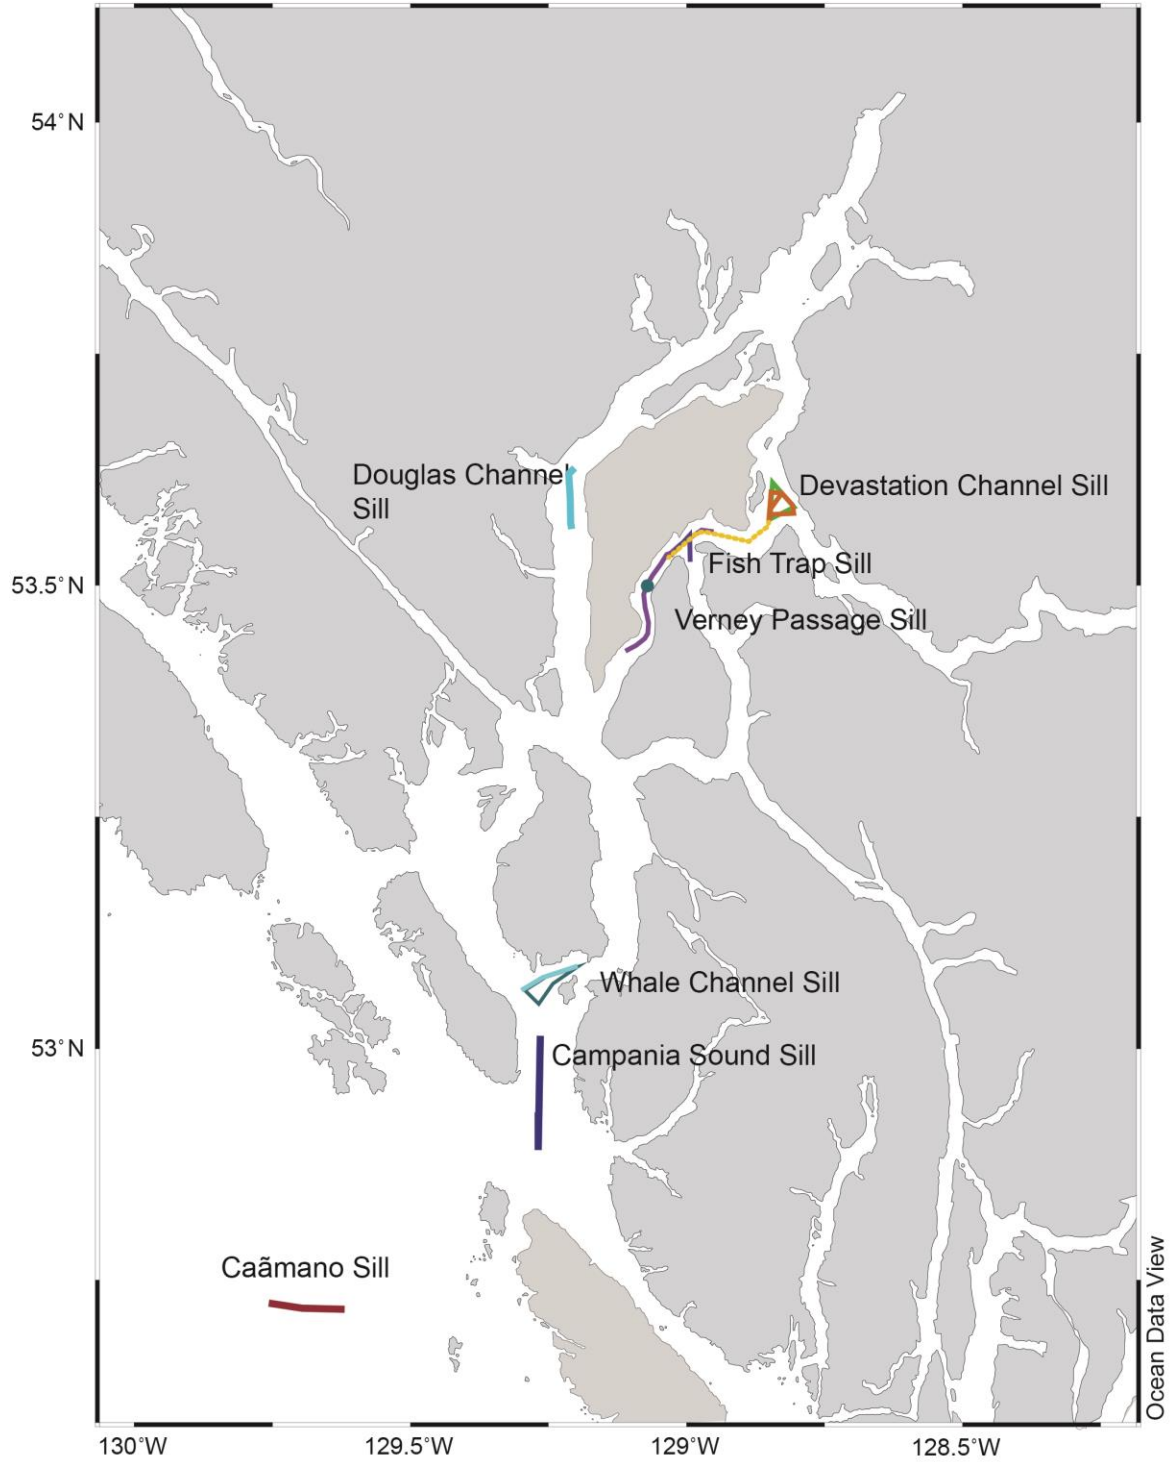 54°N
Douglas Channel
Sill
Devastation Channel Sill
Fish Trap Sill
53.5°N
Verney Passage Sill
Whale Channel Sill
53°N
Campania Sound Sill
Caãmano Sill
Ocean Data View
130°W
129.5°W
129°W
128.5°W